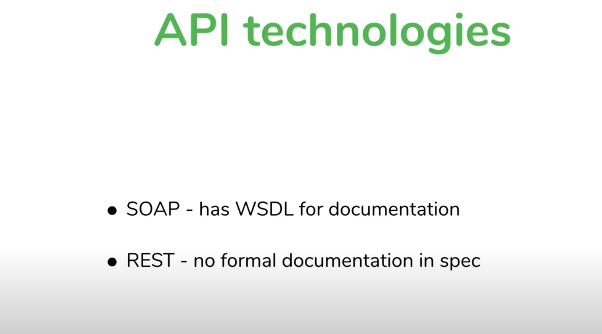 API technologies
● SOAP - has WSDL for documentation
● REST - no formal documentation in spec